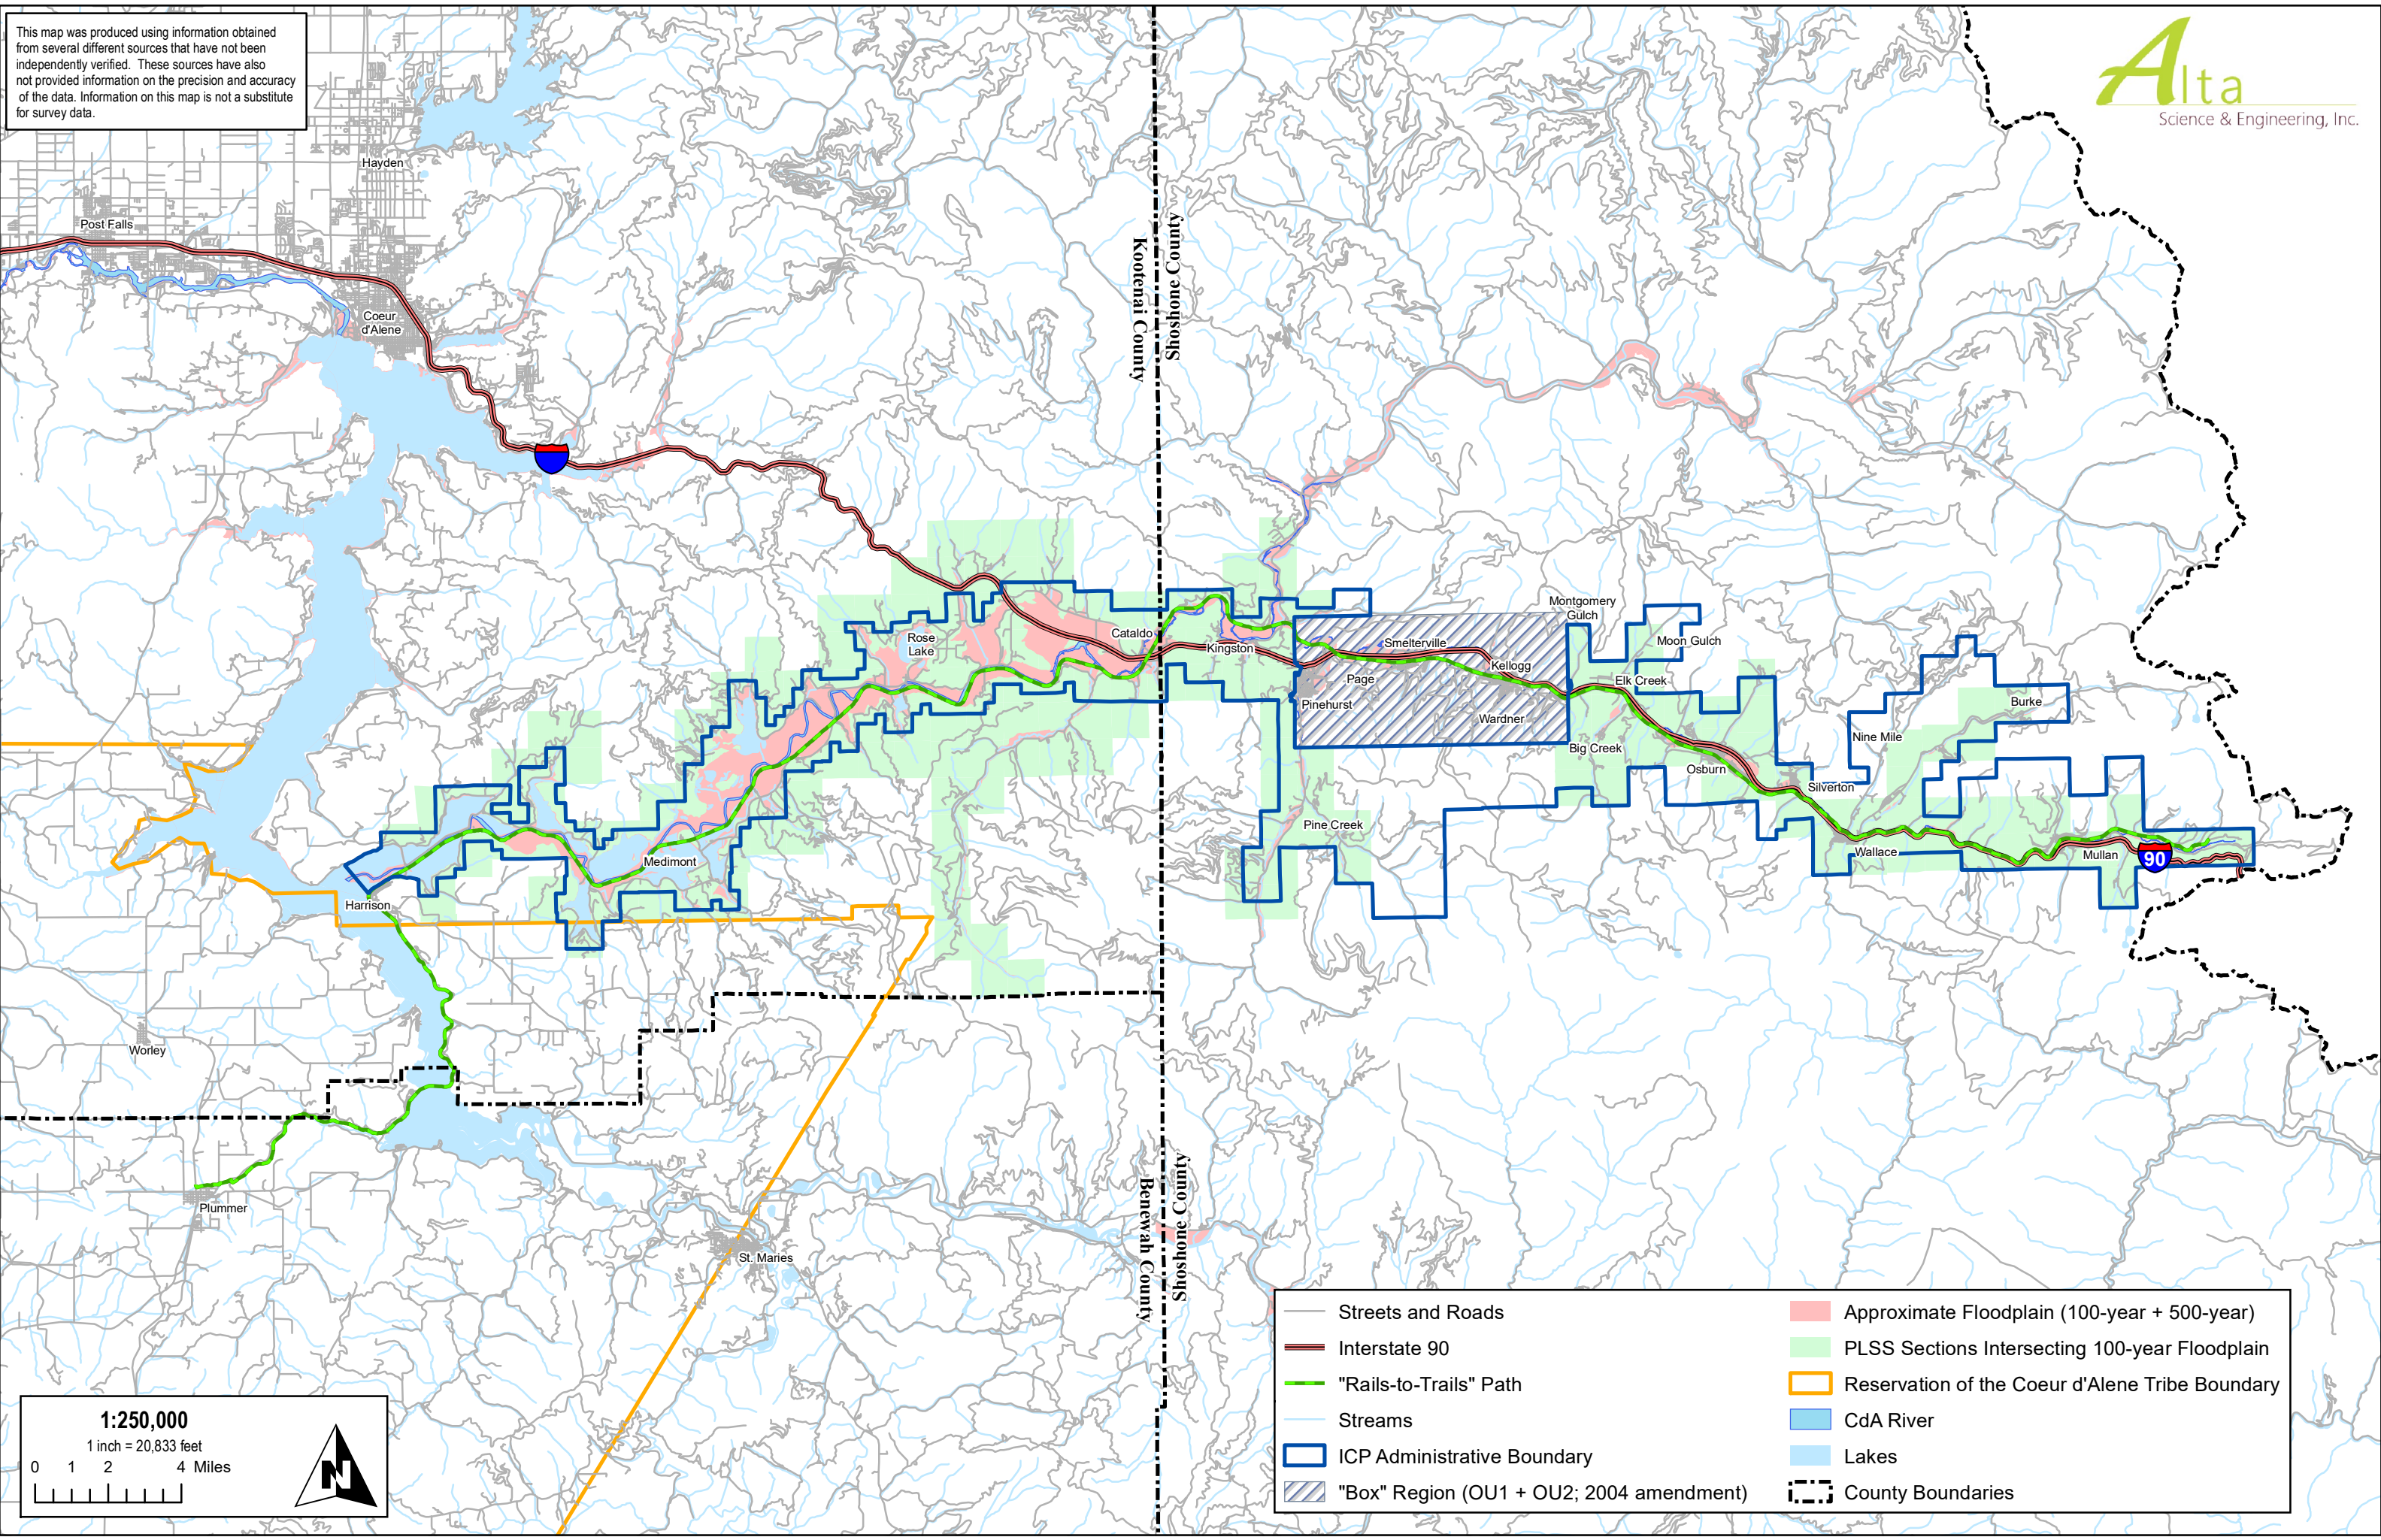 This map was produced using information obtained
from several different sources that have not been
independently verified. These sources have also
not provided information on the precision and accuracy
of the data. Information on this map is not a substitute
for survey data.
Alta
Science & Engineering, Inc.
Hayden
Post Falls
Coeur
d'Alene
Kootenai County
Shoshone County
Rose
Lake
Cataldo
Kingston
Montgomery
Gulch
Moon Gulch
Smelterville
Kellogg
Elk Creek
Page
Pinehurst
Wardner
Big Creek
Burke
Nine Mile
Osburn
Silverton
Pine Creek
Wallace
Mullan
90
Medimont
Harrison
Worley
Plummer
St. Maries
Benewah County
Shoshone County
1:250,000
1 inch = 20,833 feet
0 1 2 4 Miles
N
Streets and Roads
Interstate 90
"Rails-to-Trails" Path
Streams
ICP Administrative Boundary
"Box" Region (OU1 + OU2; 2004 amendment)
Approximate Floodplain (100-year + 500-year)
PLSS Sections Intersecting 100-year Floodplain
Reservation of the Coeur d'Alene Tribe Boundary
CdA River
Lakes
County Boundaries